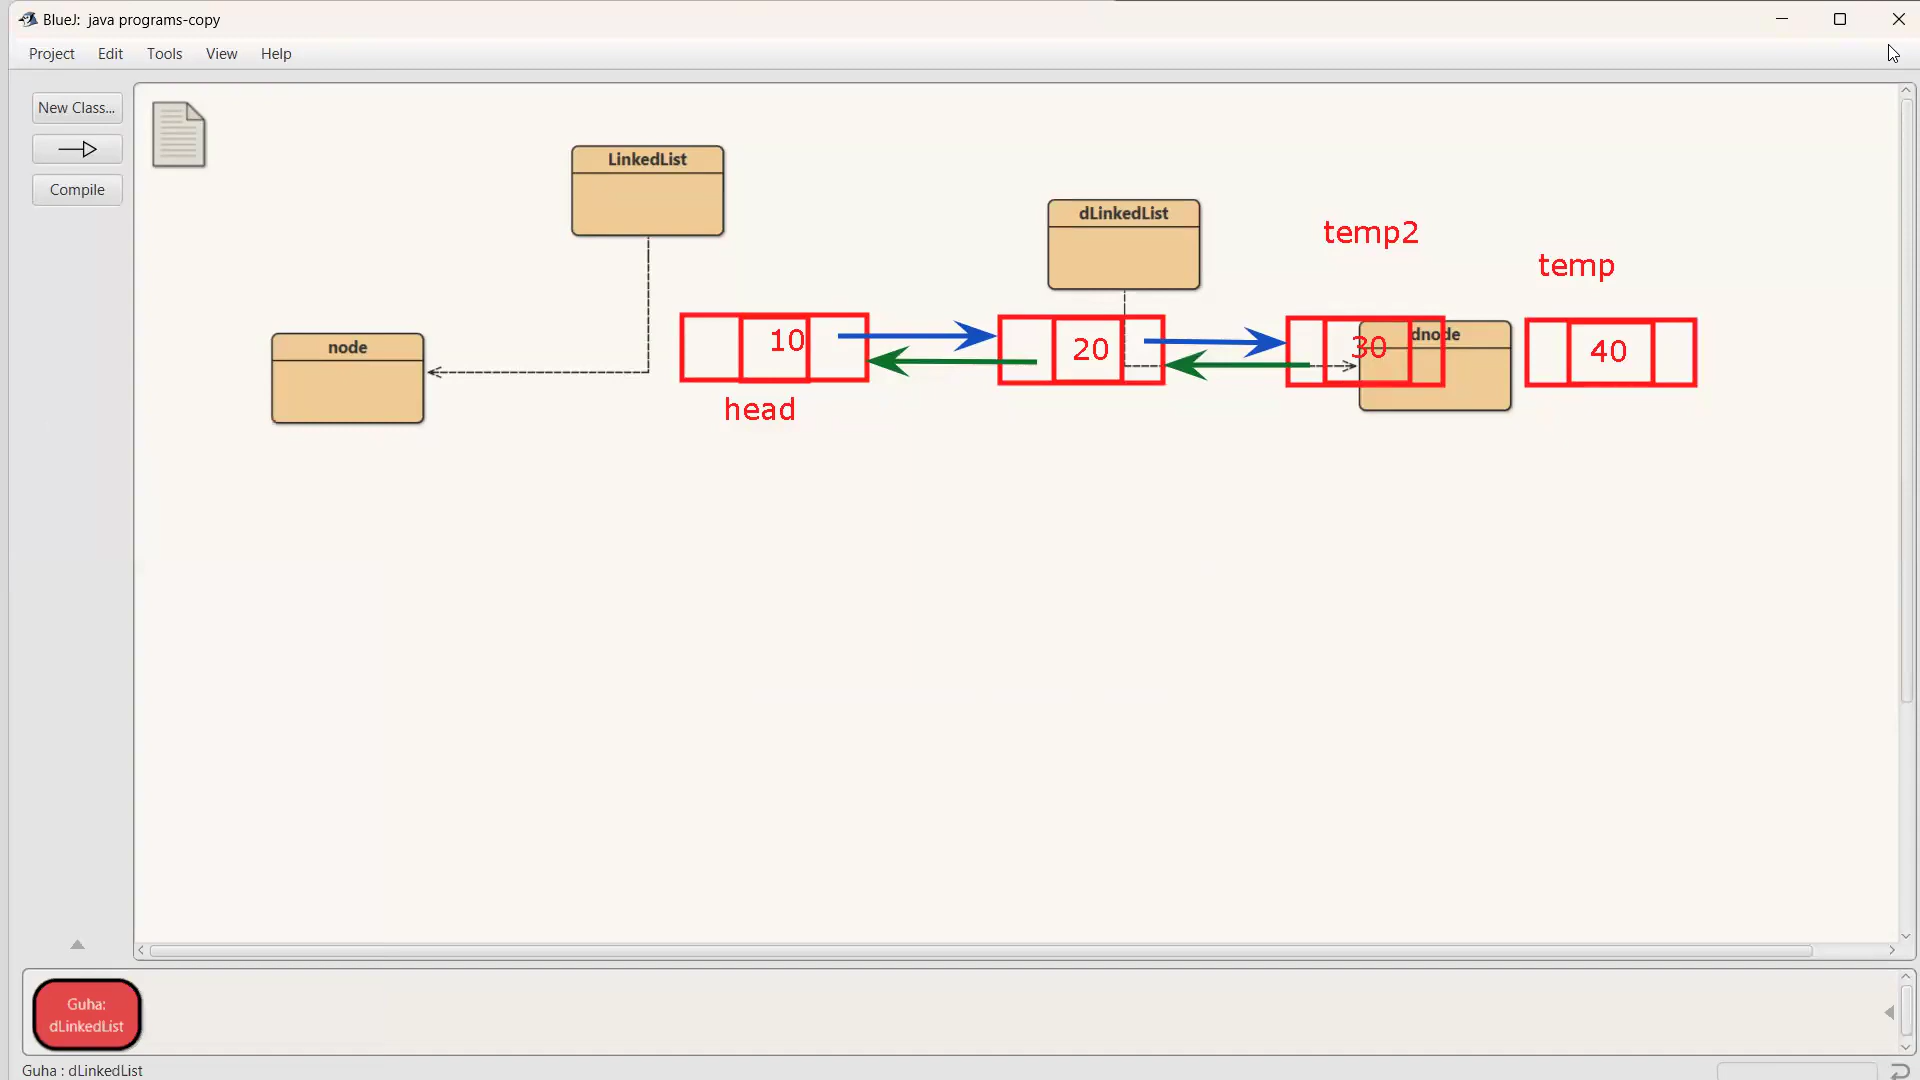 BlueJ: java programs-copy
Project Edit Tools View Help
New Class...
Compile
LinkedList
dLinkedList
temp2
temp
node
10
20
30
dnode
40
head
Guha:
dLinkedList
Guha : dLinkedList